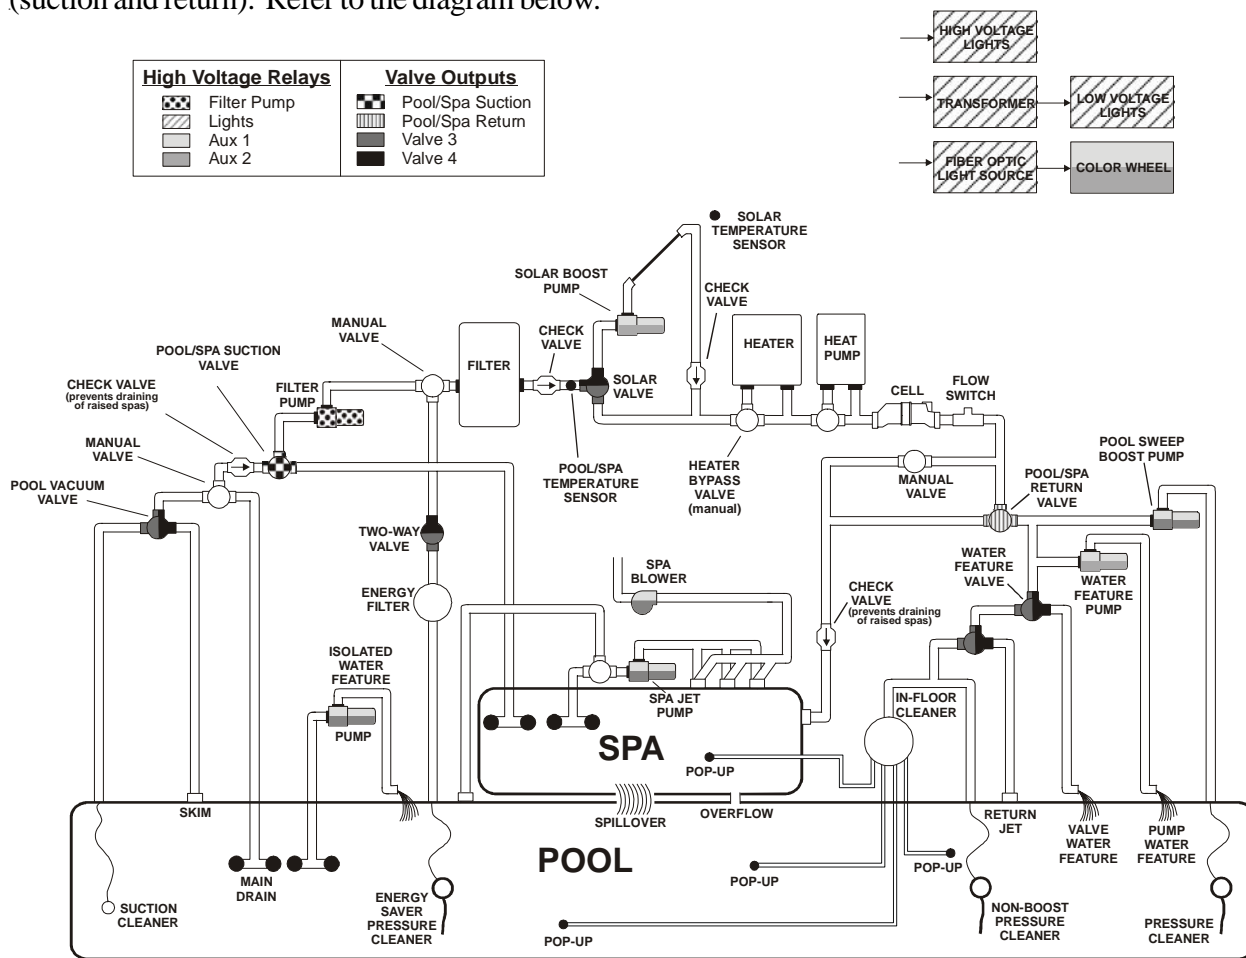 (suction and return).  Refer to the diagram below.
HIGH VOLTAGE
LIGHTS
TRANSFORMER
LOW VOLTAGE
LIGHTS
FIBER OPTIC
LIGHT SOURCE
COLOR WHEEL
High Voltage Relays
Filter Pump
Lights
Aux 1
Aux 2
Valve Outputs
Pool/Spa Suction
Pool/Spa Return
Valve 3
Valve 4
SOLAR
TEMPERATURE
SENSOR
SOLAR BOOST
PUMP
CHECK
VALVE
MANUAL
VALVE
FILTER
CHECK
VALVE
HEATER
HEAT
PUMP
POOL/SPA SUCTION
VALVE
CHECK VALVE
(prevents draining
of raised spas)
FILTER
PUMP
SOLAR
VALVE
CELL
FLOW
SWITCH
MANUAL
VALVE
POOL VACUUM
VALVE
POOL/SPA
TEMPERATURE
SENSOR
HEATER
BYPASS
VALVE
(manual)
MANUAL
VALVE
POOL/SPA
RETURN
VALVE
POOL SWEEP
BOOST PUMP
TWO-WAY
VALVE
ENERGY
FILTER
SPA
BLOWER
WATER
FEATURE
VALVE
WATER
FEATURE
PUMP
CHECK
VALVE
(prevents draining
of raised spas)
ISOLATED
WATER
FEATURE
PUMP
SPA JET
PUMP
IN-FLOOR
CLEANER
SPA
POP-UP
SKIM
SPILLOVER
OVERFLOW
RETURN
JET
VALVE
WATER
FEATURE
PUMP
WATER
FEATURE
POOL
MAIN
DRAIN
POP-UP
POP-UP
SUCTION
CLEANER
ENERGY
SAVER
PRESSURE
CLEANER
POP-UP
NON-BOOST
PRESSURE
CLEANER
PRESSURE
CLEANER